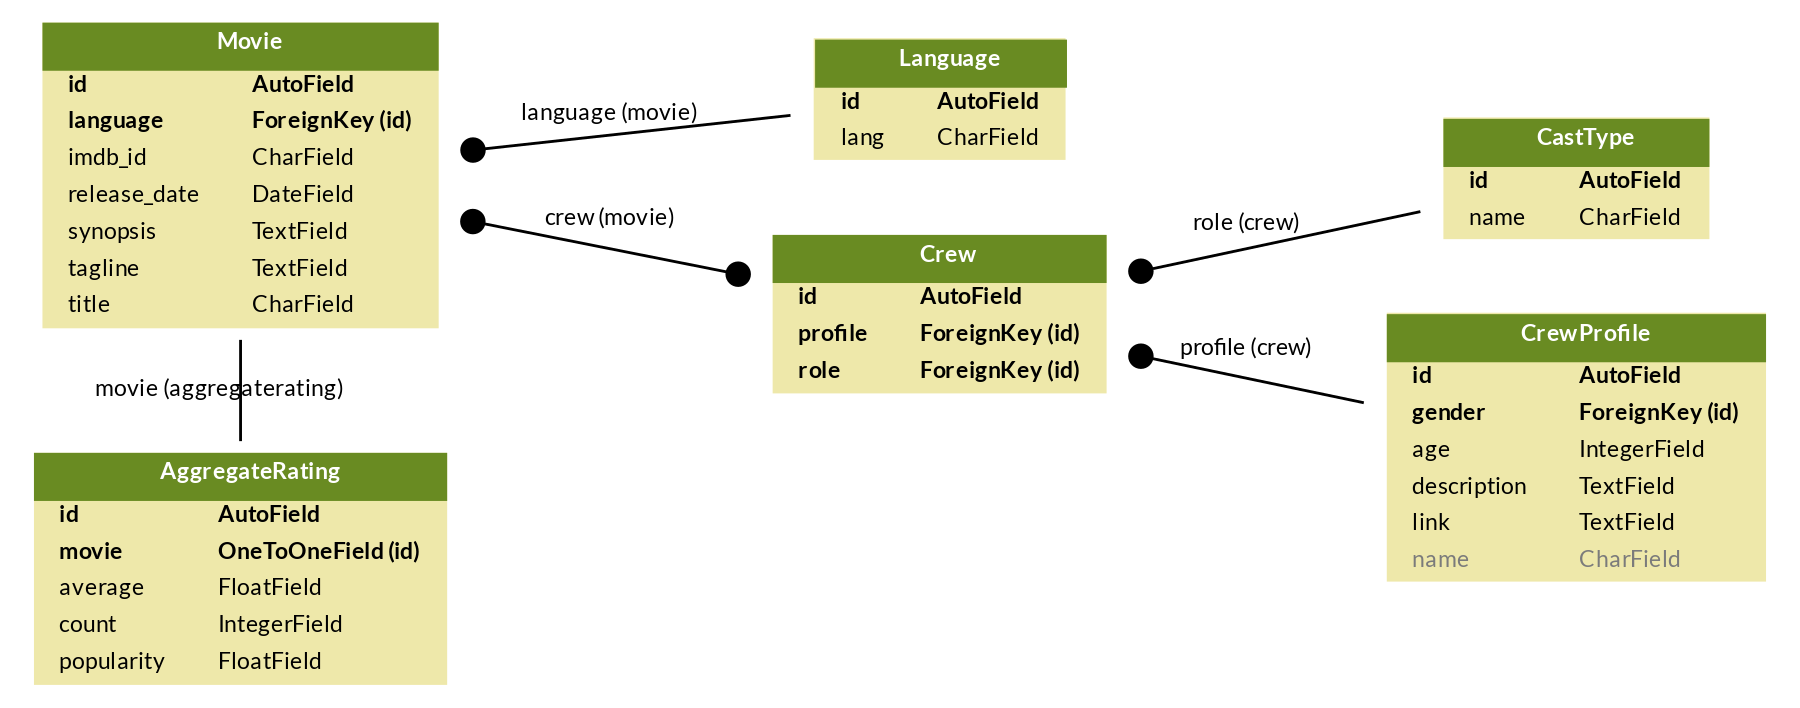 Movie
id AutoField
language ForeignKey (id)
imdb_id CharField
release_date DateField
synopsis TextField
tagline TextField
title CharField
language (movie)
crew (movie)
movie (aggregaterating)
AggregateRating
id AutoField
movie OneToOneField (id)
average FloatField
count IntegerField
popularity FloatField
Language
id AutoField
lang CharField
Crew
id AutoField
profile ForeignKey (id)
role ForeignKey (id)
role (crew)
profile (crew)
CastType
id AutoField
name CharField
CrewProfile
id AutoField
gender ForeignKey (id)
age IntegerField
description TextField
link TextField
name CharField